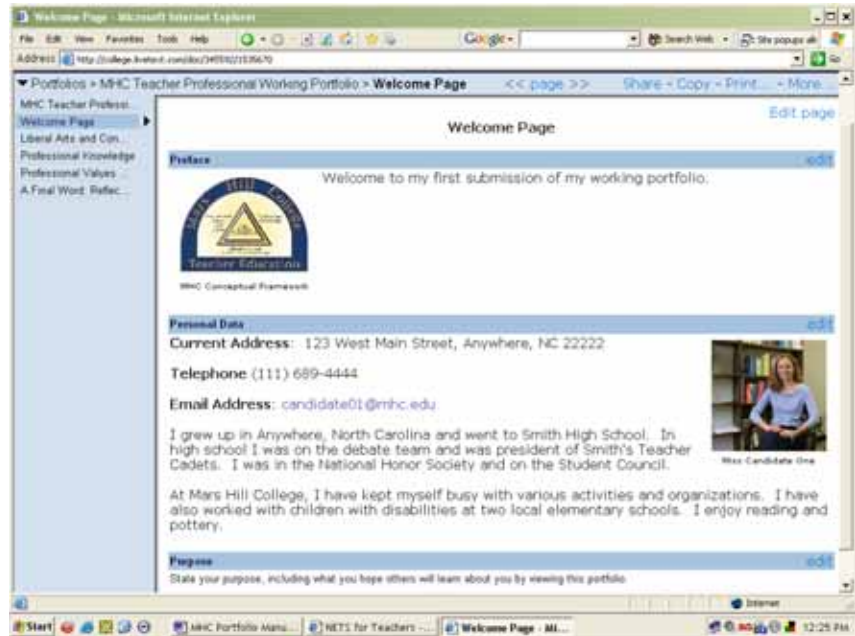 Welcome Page - Microsoft Internet Explorer
File Edit View Favorites Tools Help
Google
Search Web
Site popups
Address
Portfolios » MHC Teacher Professional Working Portfolio » Welcome Page << page >> Share - Copy - Print... - More...
MHC Teacher Professi...
Welcome Page
Liberal Arts and Con...
Professional Knowledge
Professional Values ...
A Final Word: Reflec...
Edit page
Welcome Page
Preface edit
Welcome to my first submission of my working portfolio.
Mars Hill College
Teacher Education
MHC Conceptual Framework
Personal Data edit
Current Address: 123 West Main Street, Anywhere, NC 22222
Telephone (111) 689-4444
Email Address: candidate01@mhc.edu
I grew up in Anywhere, North Carolina and went to Smith High School. In
high school I was on the debate team and was president of Smith's Teacher
Cadets. I was in the National Honor Society and on the Student Council.
Miss Candidate One
At Mars Hill College, I have kept myself busy with various activities and organizations. I have
also worked with children with disabilities at two local elementary schools. I enjoy reading and
pottery.
Purpose edit
State your purpose, including what you hope others will learn about you by viewing this portfolio
Internet
Start
MHC Portfolio Manu...
NETS for Teachers - ...
Welcome Page - Mi...
12:25 PM